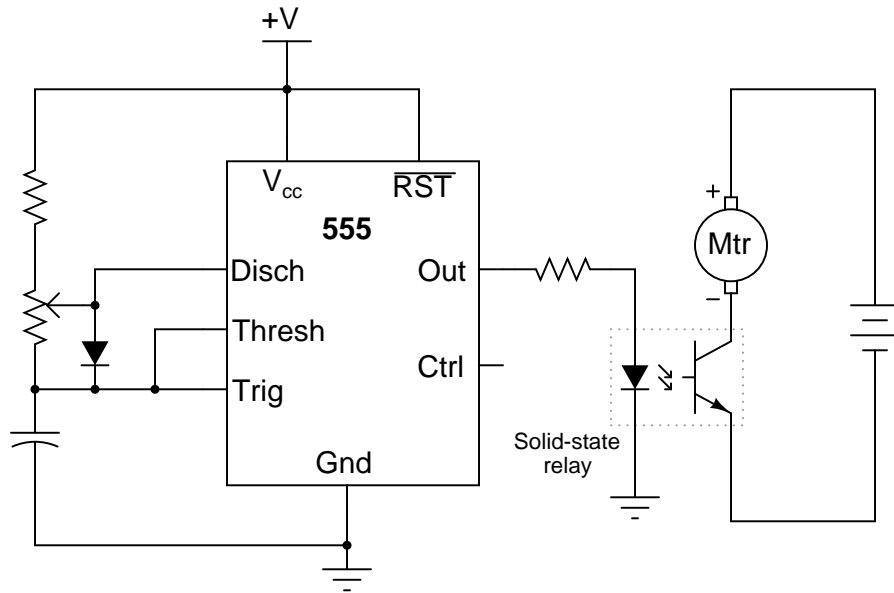 +V
Vcc
RST
555
Disch
Out
Thresh
Ctrl
Trig
Gnd
Mtr
+
−
Solid-state
relay